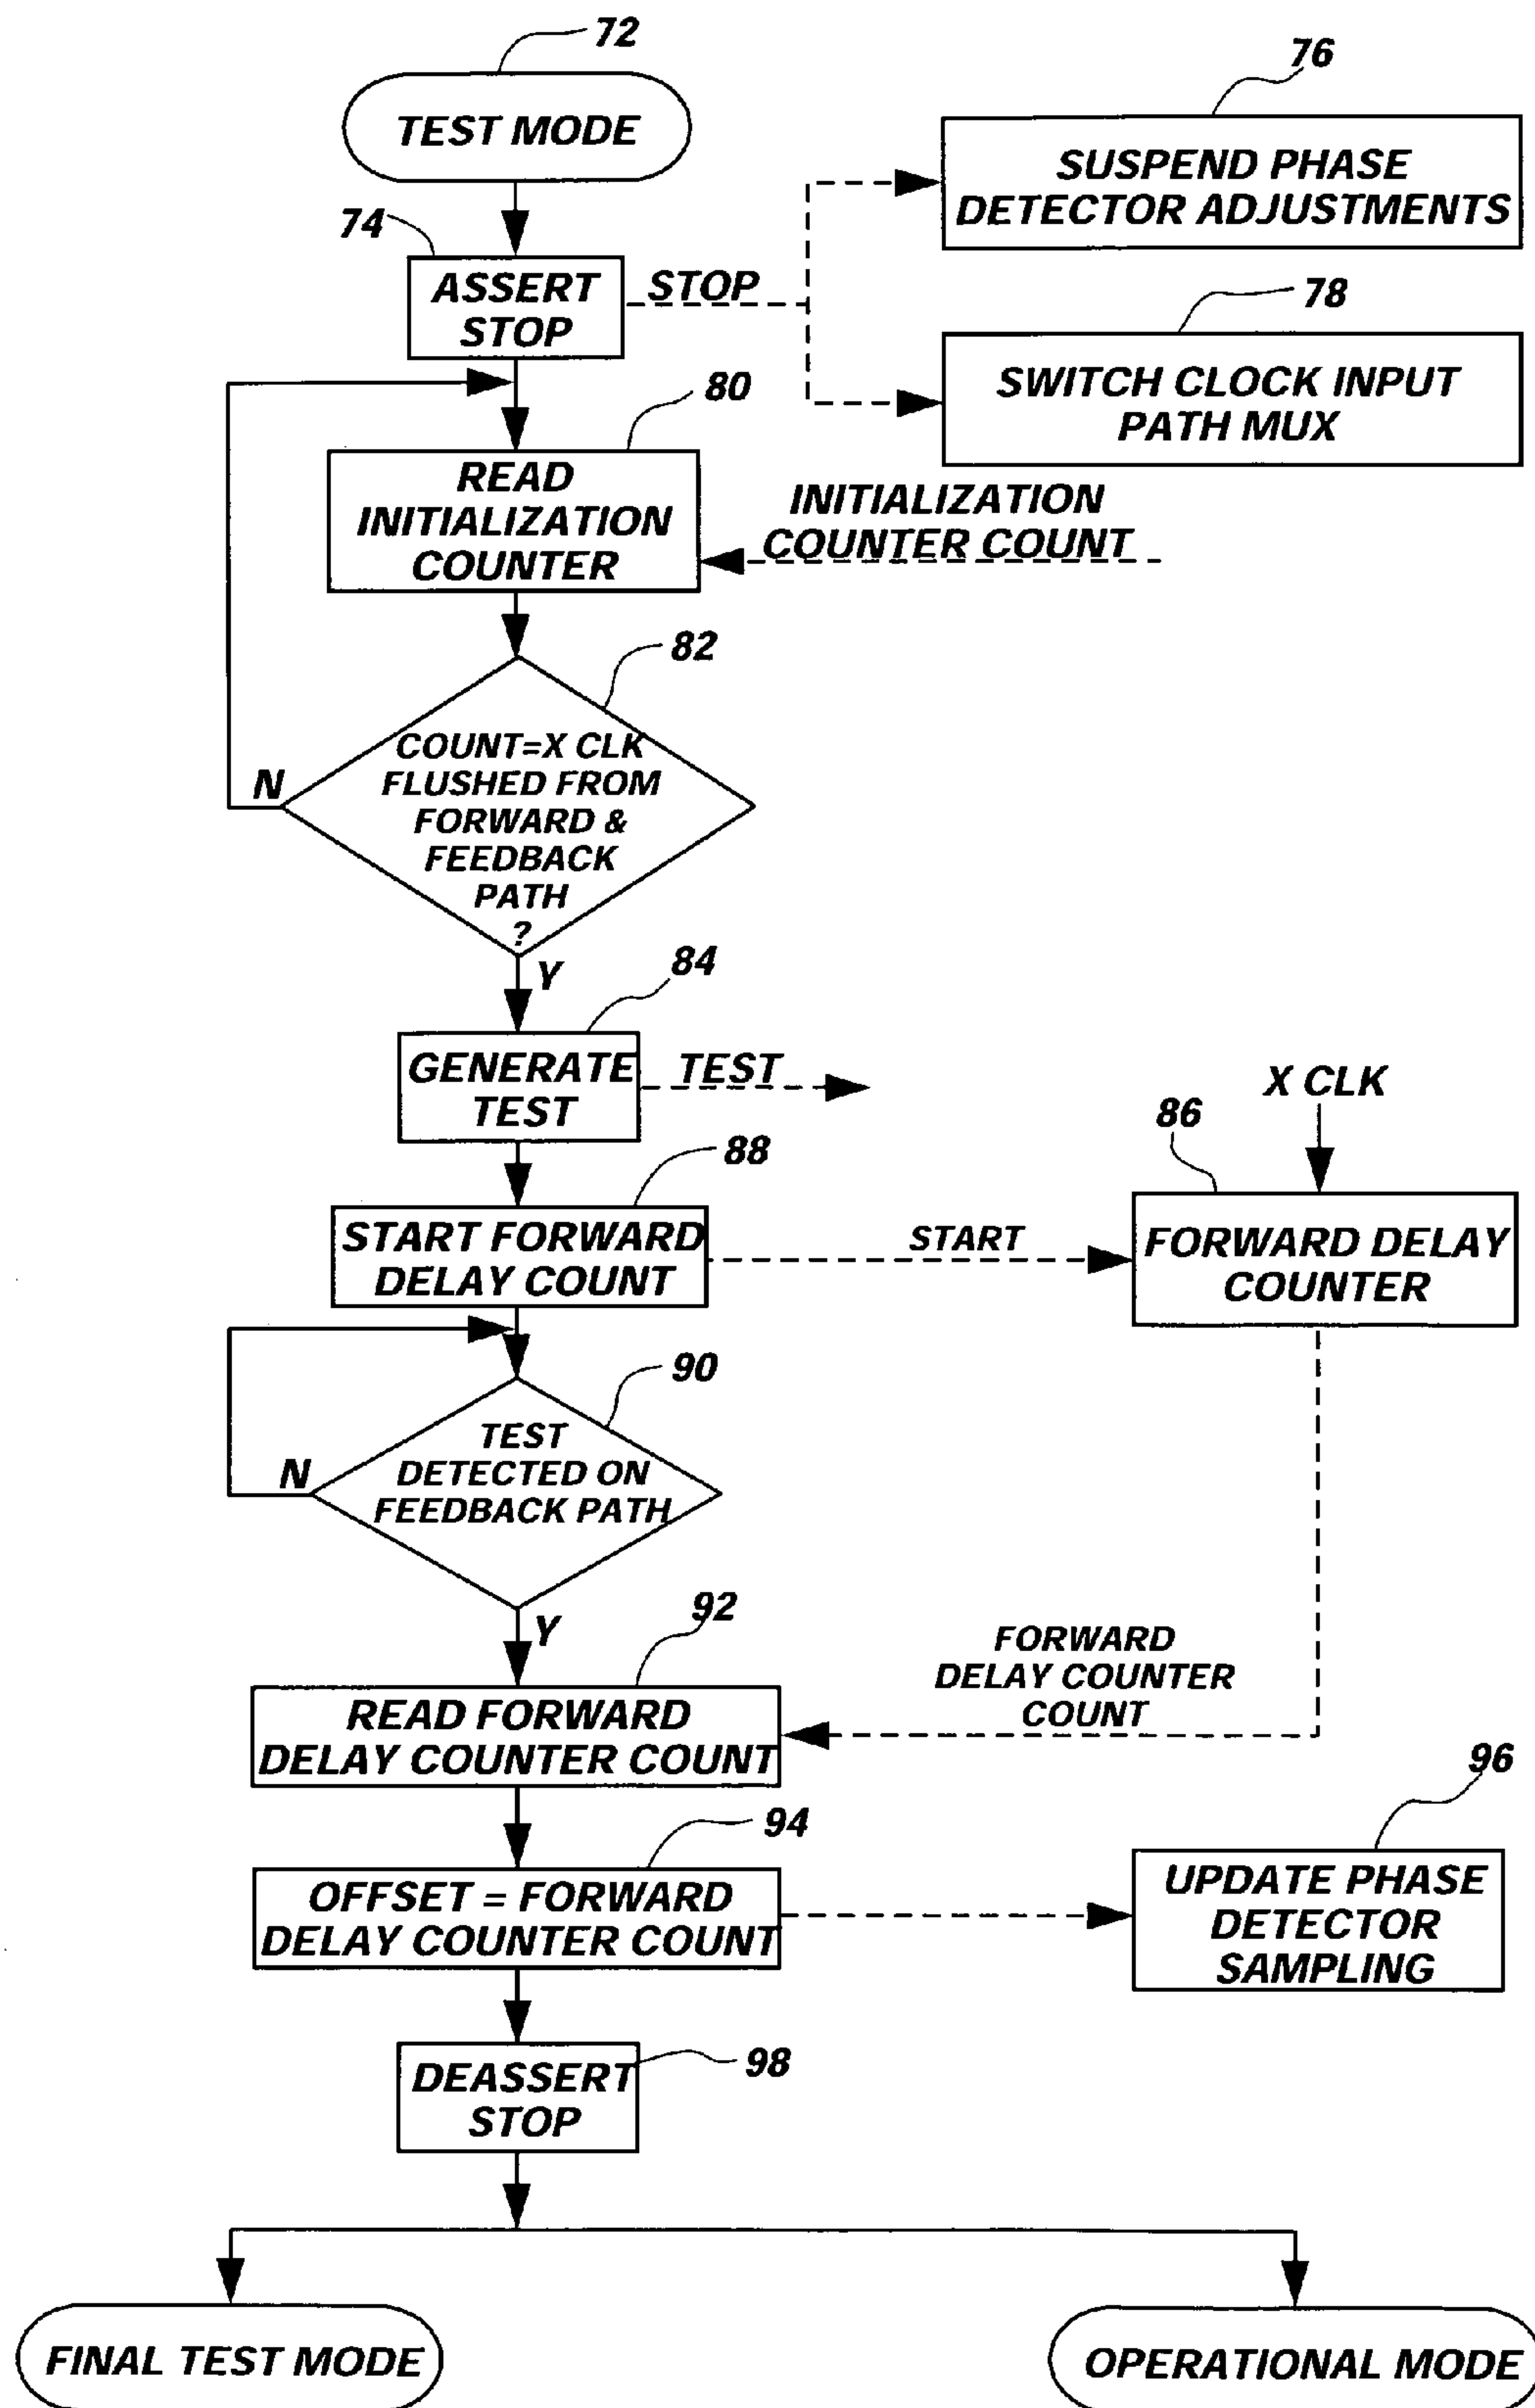 72
TEST MODE
76
SUSPEND PHASE
DETECTOR ADJUSTMENTS
74
ASSERT
STOP
STOP
78
SWITCH CLOCK INPUT
PATH MUX
80
READ
INITIALIZATION
COUNTER
INITIALIZATION
COUNTER COUNT
82
COUNT=X CLK
FLUSHED FROM
FORWARD &
FEEDBACK
PATH
?
N
Y
84
GENERATE
TEST
TEST
X CLK
86
FORWARD DELAY
COUNTER
88
START FORWARD
DELAY COUNT
START
90
TEST
DETECTED ON
FEEDBACK PATH
N
Y
92
READ FORWARD
DELAY COUNTER COUNT
FORWARD
DELAY COUNTER
COUNT
94
OFFSET = FORWARD
DELAY COUNTER COUNT
96
UPDATE PHASE
DETECTOR
SAMPLING
98
DEASSERT
STOP
FINAL TEST MODE
OPERATIONAL MODE